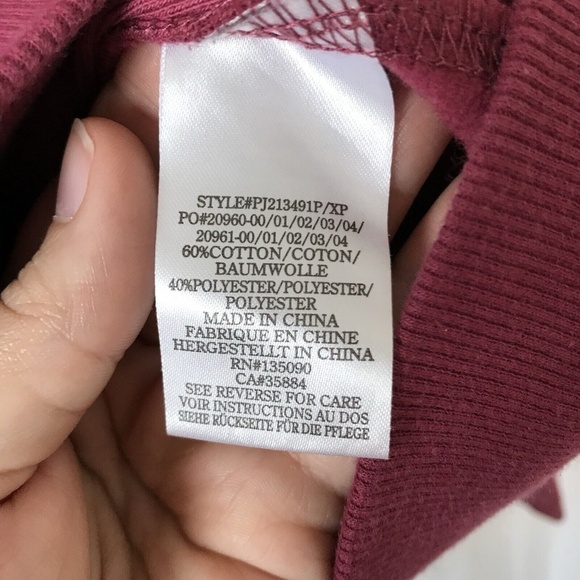 STYLE#PJ213491P/XP
PO#20960-00/01/02/03/04/
20961-00/01/02/03/04
60%COTTON/COTON/
BAUMWOLLE
40%POLYESTER/POLYESTER/
POLYESTER
MADE IN CHINA
FABRIQUE EN CHINE
HERGESTELLT IN CHINA
RN#135090
CA#35884
SEE REVERSE FOR CARE
VOIR INSTRUCTIONS AU DOS
SIEHE RÜCKSEITE FÜR DIE PFLEGE